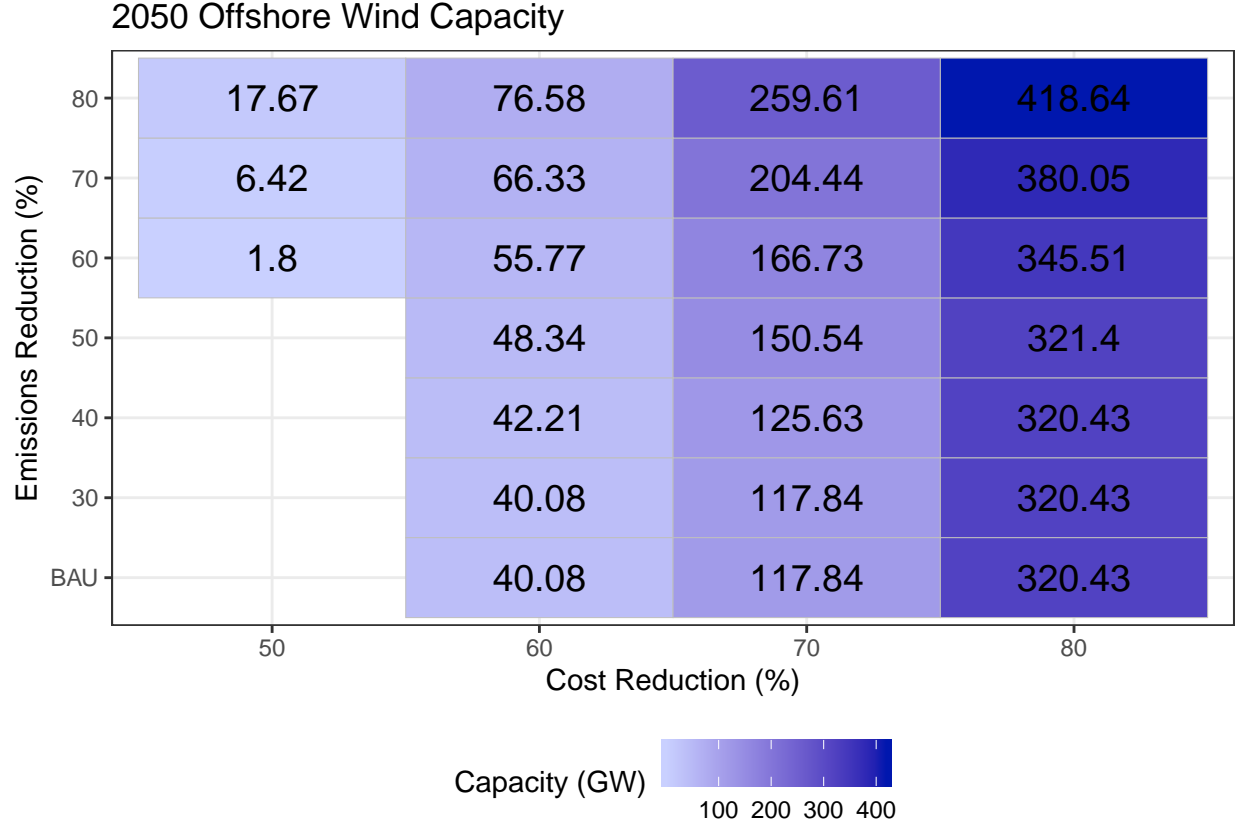 2050 Offshore Wind Capacity
Emissions Reduction (%)
80 17.67 76.58 259.61 418.64
70 6.42 66.33 204.44 380.05
60 1.8 55.77 166.73 345.51
50 48.34 150.54 321.4
40 42.21 125.63 320.43
30 40.08 117.84 320.43
BAU 40.08 117.84 320.43
50 60 70 80
Cost Reduction (%)
Capacity (GW)
100 200 300 400